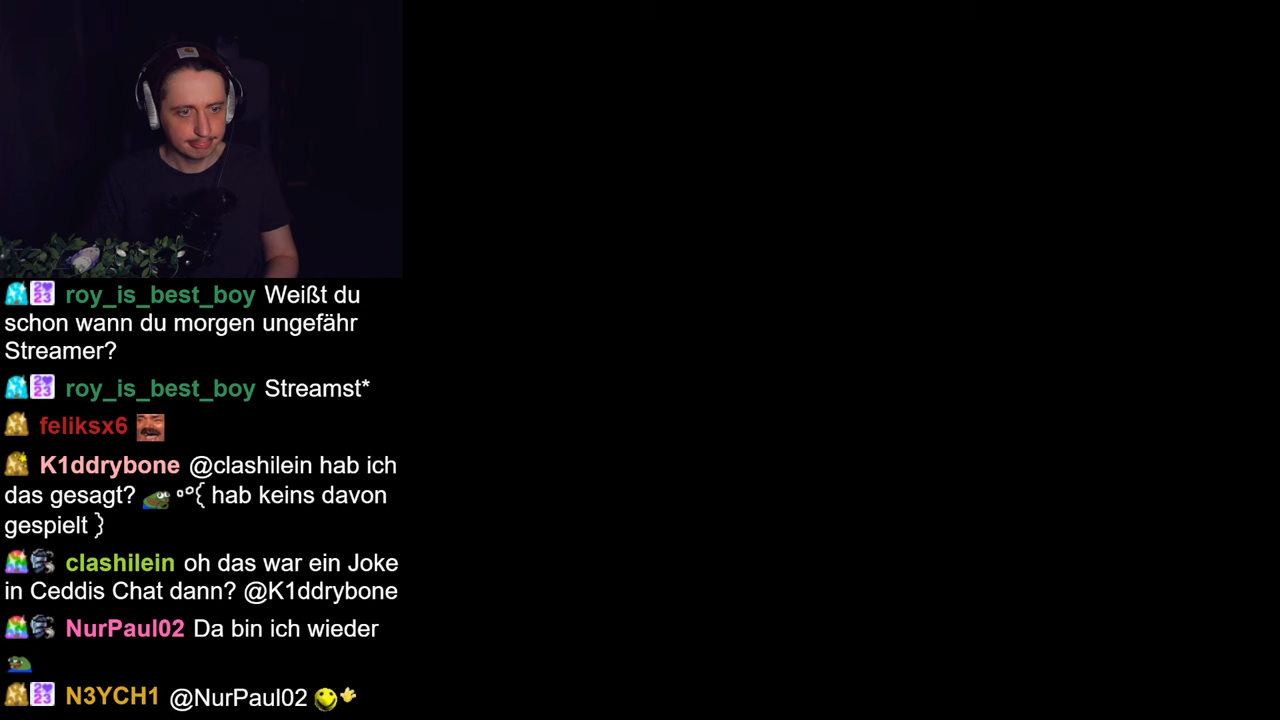 roy_is_best_boy Weißt du
schon wann du morgen ungefähr
Streamer?
roy_is_best_boy Streamst*
feliksx6
K1ddrybone @clashilein hab ich
das gesagt? °º{ hab keins davon
gespielt }
clashilein oh das war ein Joke
in Ceddis Chat dann? @K1ddrybone
NurPaul02 Da bin ich wieder
N3YCH1 @NurPaul02